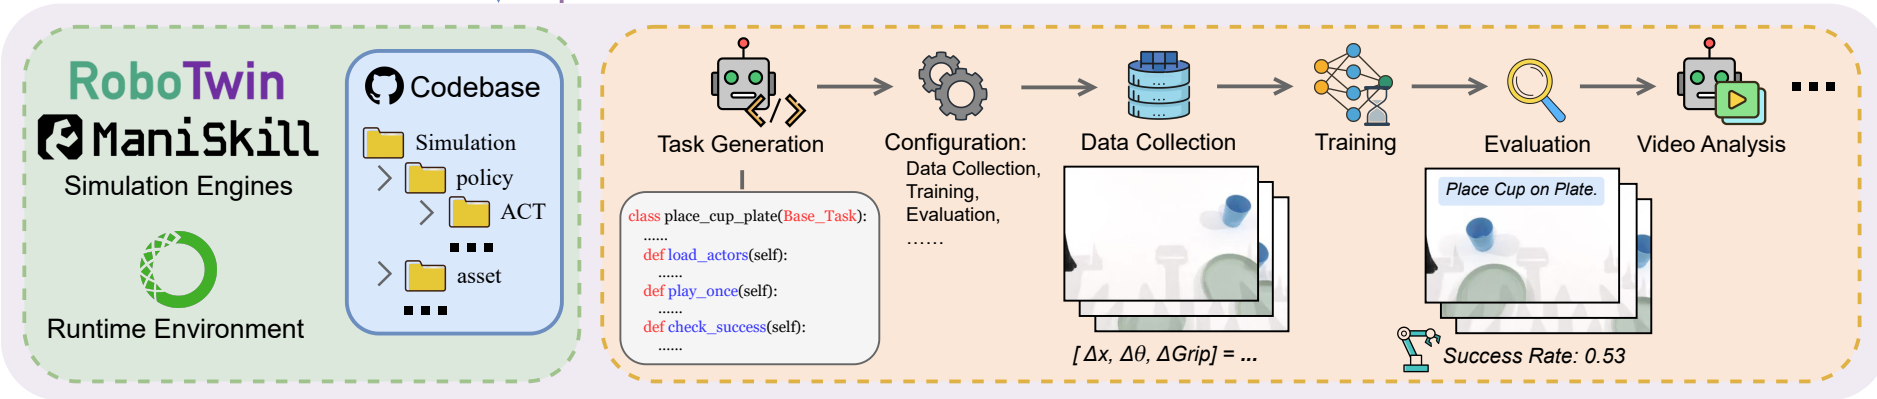 RoboTwin
ManiSkill
Simulation Engines
Runtime Environment
Codebase
Simulation
policy
ACT
...
asset
...
Task Generation
class place_cup_plate(Base_Task):
......
def load_actors(self):
......
def play_once(self):
......
def check_success(self):
......
Configuration:
Data Collection,
Training,
Evaluation,
......
Data Collection
[Δx, Δθ, ΔGrip] = ...
Training
Evaluation
Place Cup on Plate.
Success Rate: 0.53
Video Analysis
...